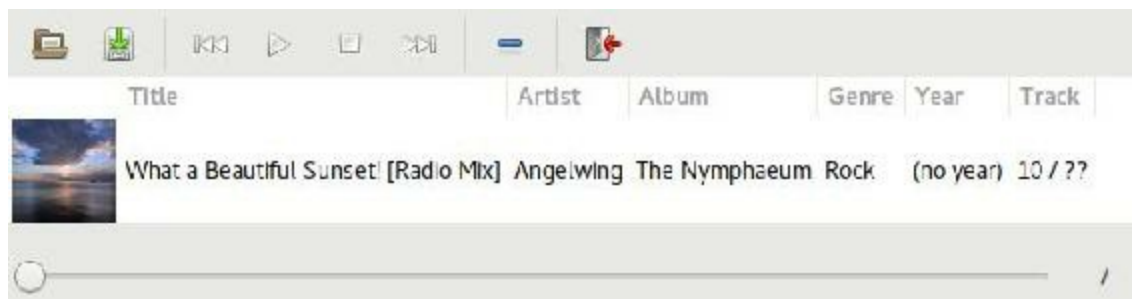 Title Artist Album Genre Year Track
What a Beautiful Sunset! [Radio Mix] Angelwing The Nymphaeum Rock (no year) 10 / ??
/